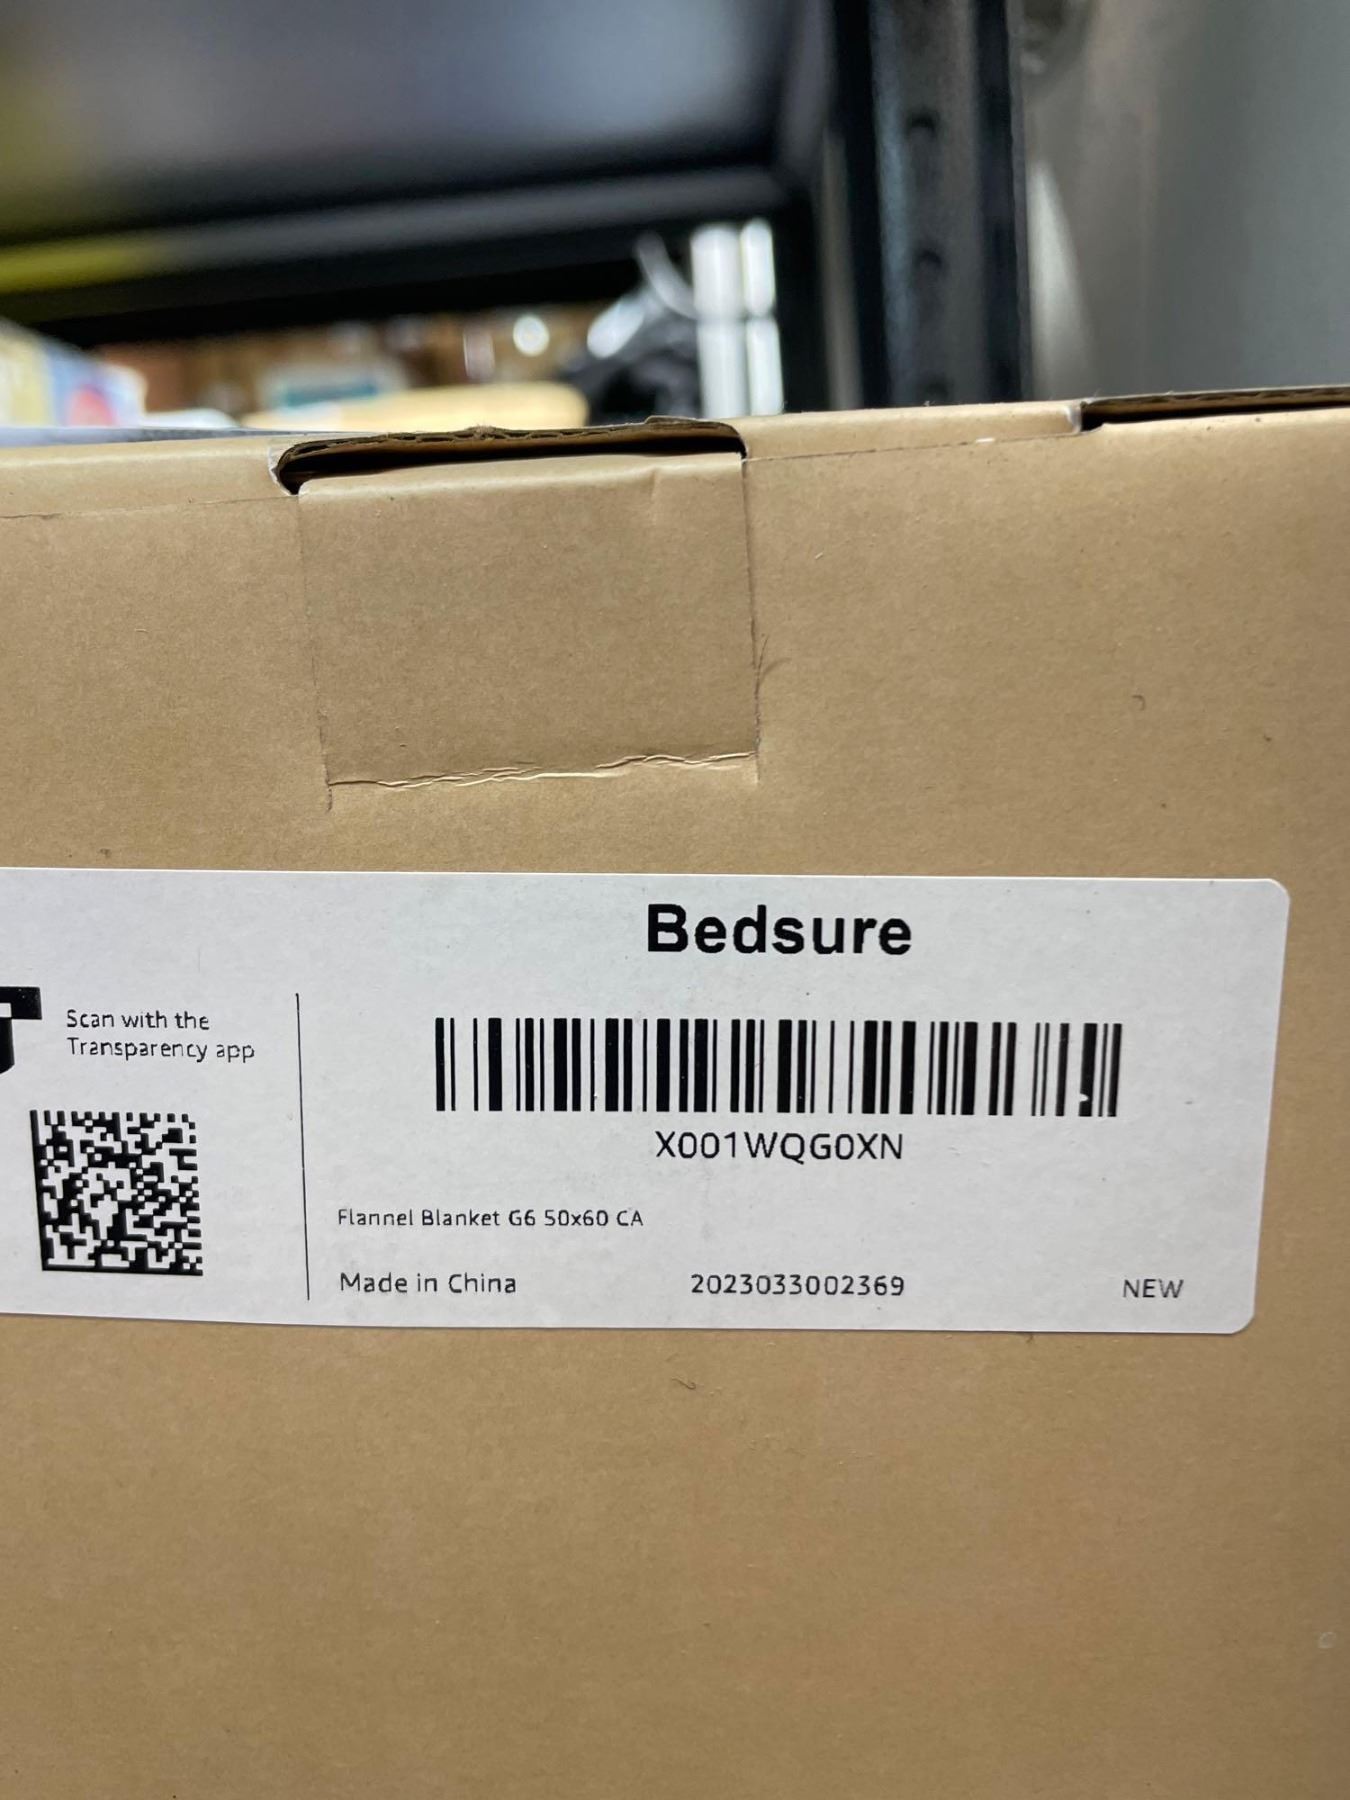 Bedsure
Scan with the
Transparency app
X001WQG0XN
Flannel Blanket G6 50x60 CA
Made in China 2023033002369 NEW